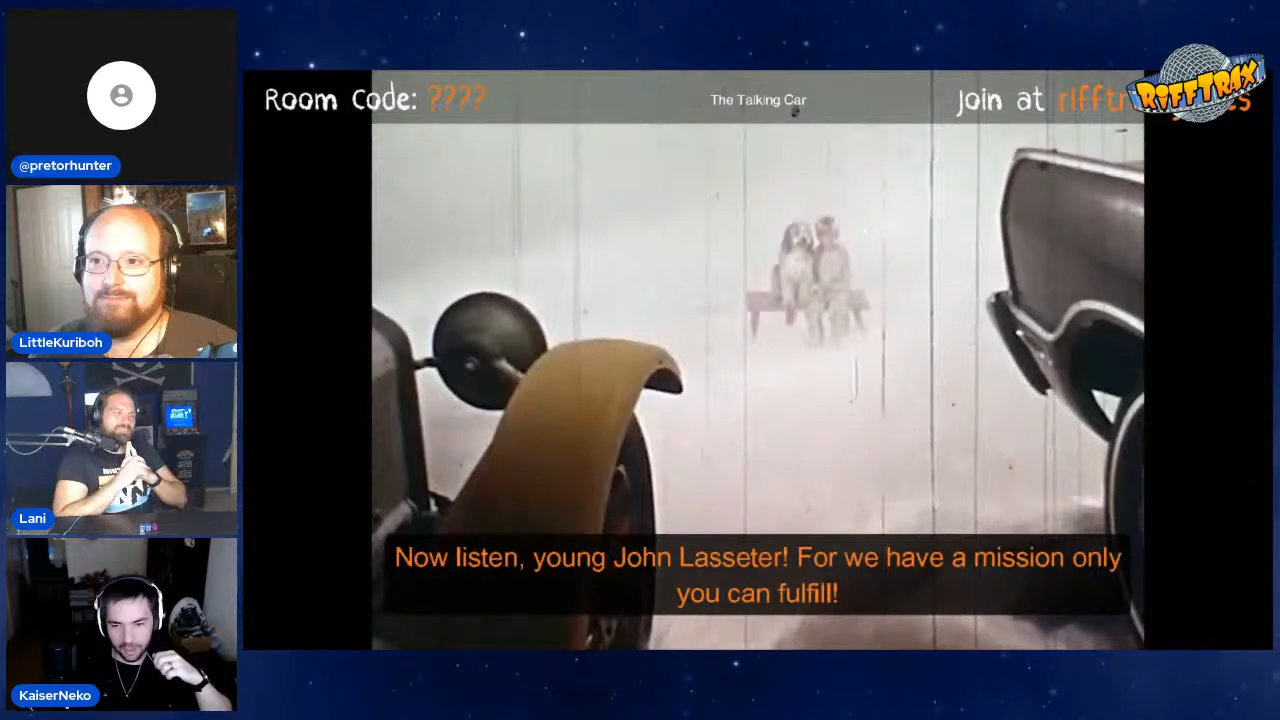 @pretorhunter
LittleKuriboh
Lani
KaiserNeko
Room Code: ????
The Talking Car
Join at rifftr
RIFFTRAX
Now listen, young John Lasseter! For we have a mission only
you can fulfill!